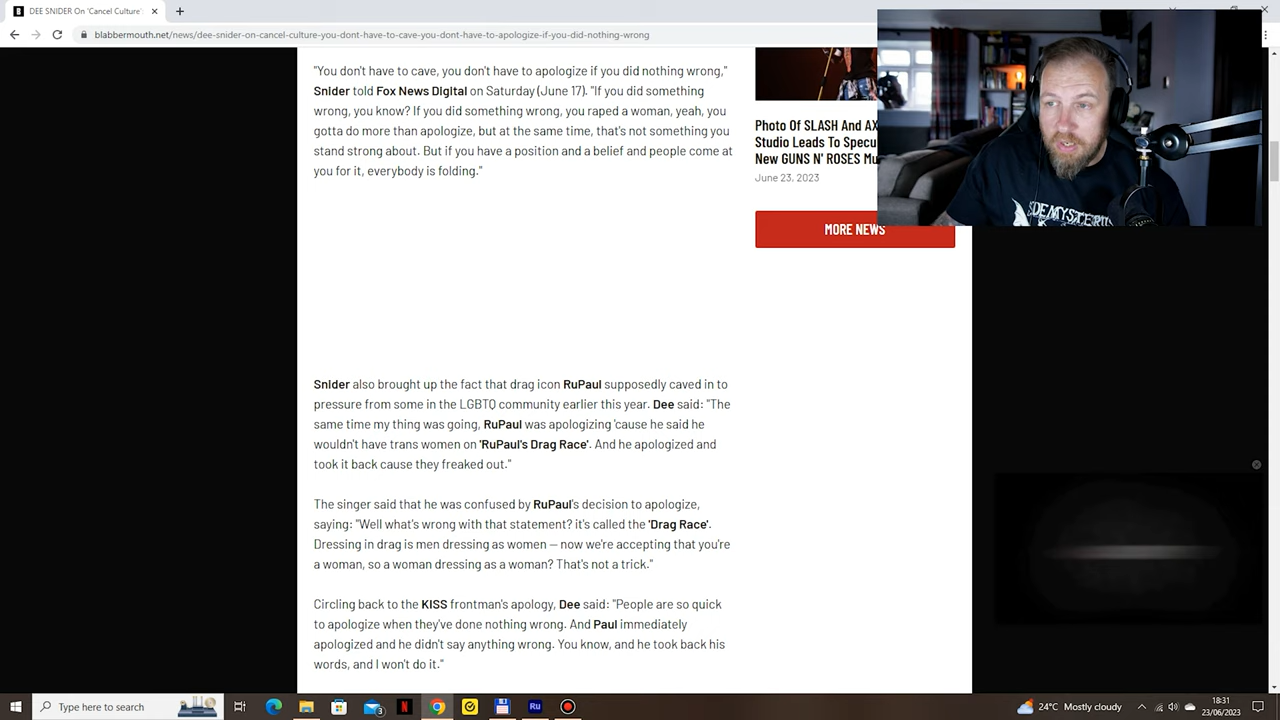 DEE SNIDER On 'Cancel Culture'
blabbermouth.net/news/dee-snider-on-cancel-culture-you-dont-have-to-cave-you-dont-have-to-apologize-if-you-did-nothing-wrong
"You don't have to cave, you don't have to apologize if you did nothing wrong,"
Snider told Fox News Digital on Saturday (June 17). "If you did something
wrong, you know? If you did something wrong, you raped a woman, yeah, you
gotta do more than apologize, but at the same time, that's not something you
stand strong about. But if you have a position and a belief and people come at
you for it, everybody is folding."
Photo Of SLASH And
Studio Leads To
New GUNS N' ROSES
June 23, 2023
MORE NEWS
Snider also brought up the fact that drag icon RuPaul supposedly caved in to
pressure from some in the LGBTQ community earlier this year. Dee said: "The
same time my thing was going, RuPaul was apologizing 'cause he said he
wouldn't have trans women on 'RuPaul's Drag Race'. And he apologized and
took it back cause they freaked out."
The singer said that he was confused by RuPaul's decision to apologize,
saying: "Well what's wrong with that statement? it's called the 'Drag Race'.
Dressing in drag is men dressing as women — now we're accepting that you're
a woman, so a woman dressing as a woman? That's not a trick."
Circling back to the KISS frontman's apology, Dee said: "People are so quick
to apologize when they've done nothing wrong. And Paul immediately
apologized and he didn't say anything wrong. You know, and he took back his
words, and I won't do it."
Type here to search
3
N
Ru
24°C Mostly cloudy
18:31
23/06/2023